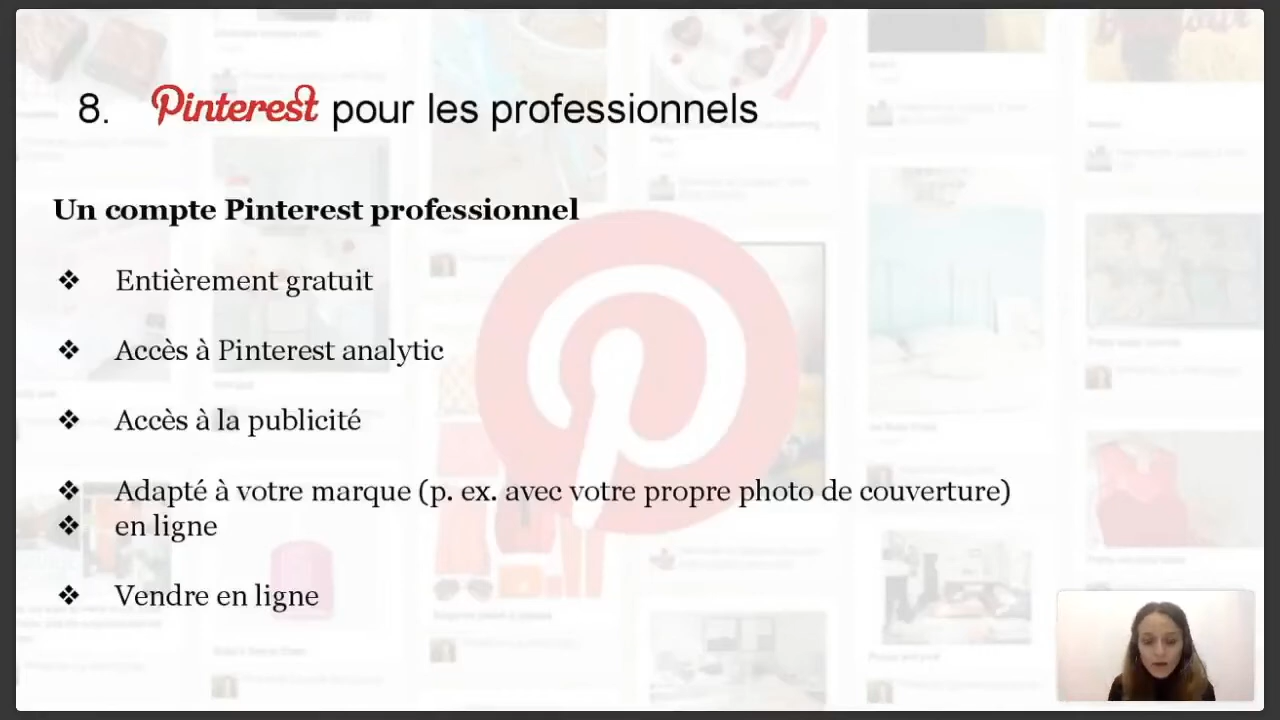 8. Pinterest pour les professionnels
Un compte Pinterest professionnel
❖ Entièrement gratuit
❖ Accès à Pinterest analytic
❖ Accès à la publicité
❖ Adapté à votre marque (p. ex. avec votre propre photo de couverture)
❖ en ligne
❖ Vendre en ligne